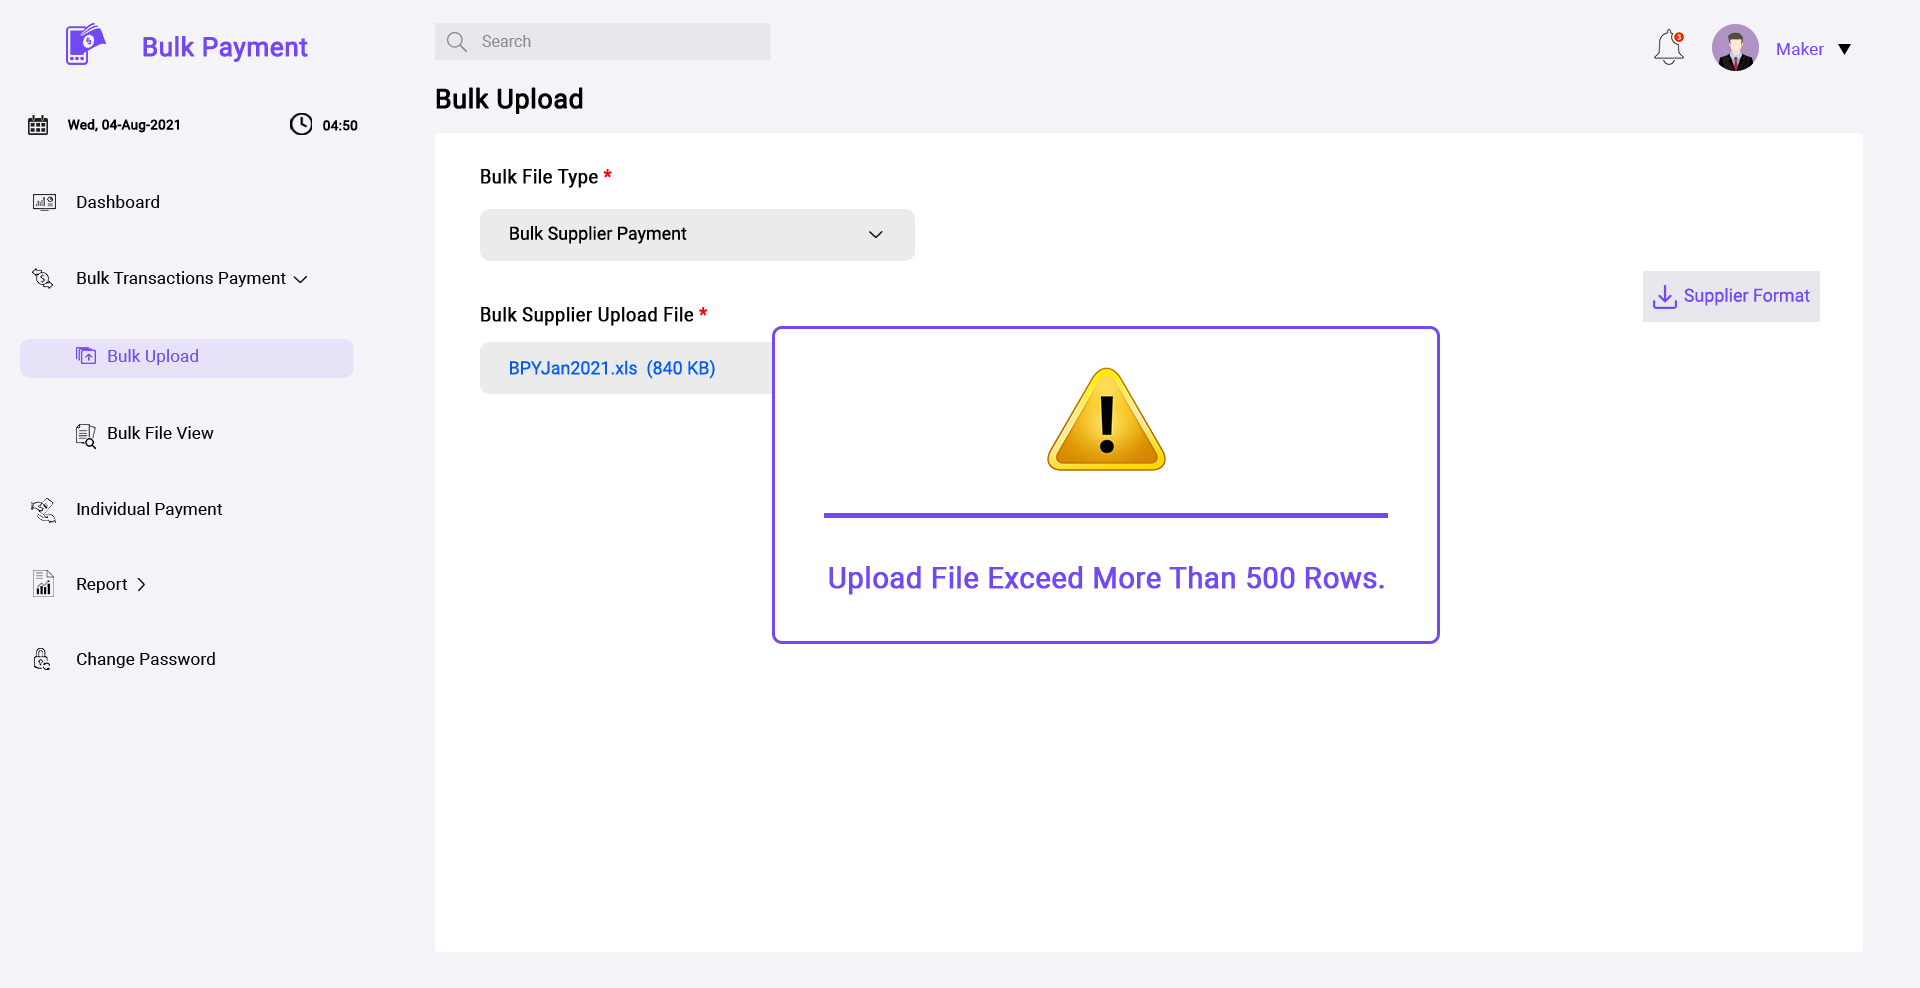 Bulk Payment
Search
3
Maker
Wed, 04-Aug-2021
04:50
Bulk Upload
Dashboard
Bulk Transactions Payment
Bulk Upload
Bulk File View
Individual Payment
Report
Change Password
Bulk File Type *
Bulk Supplier Payment
Supplier Format
Bulk Supplier Upload File *
BPYJan2021.xls (840 KB)
Upload File Exceed More Than 500 Rows.